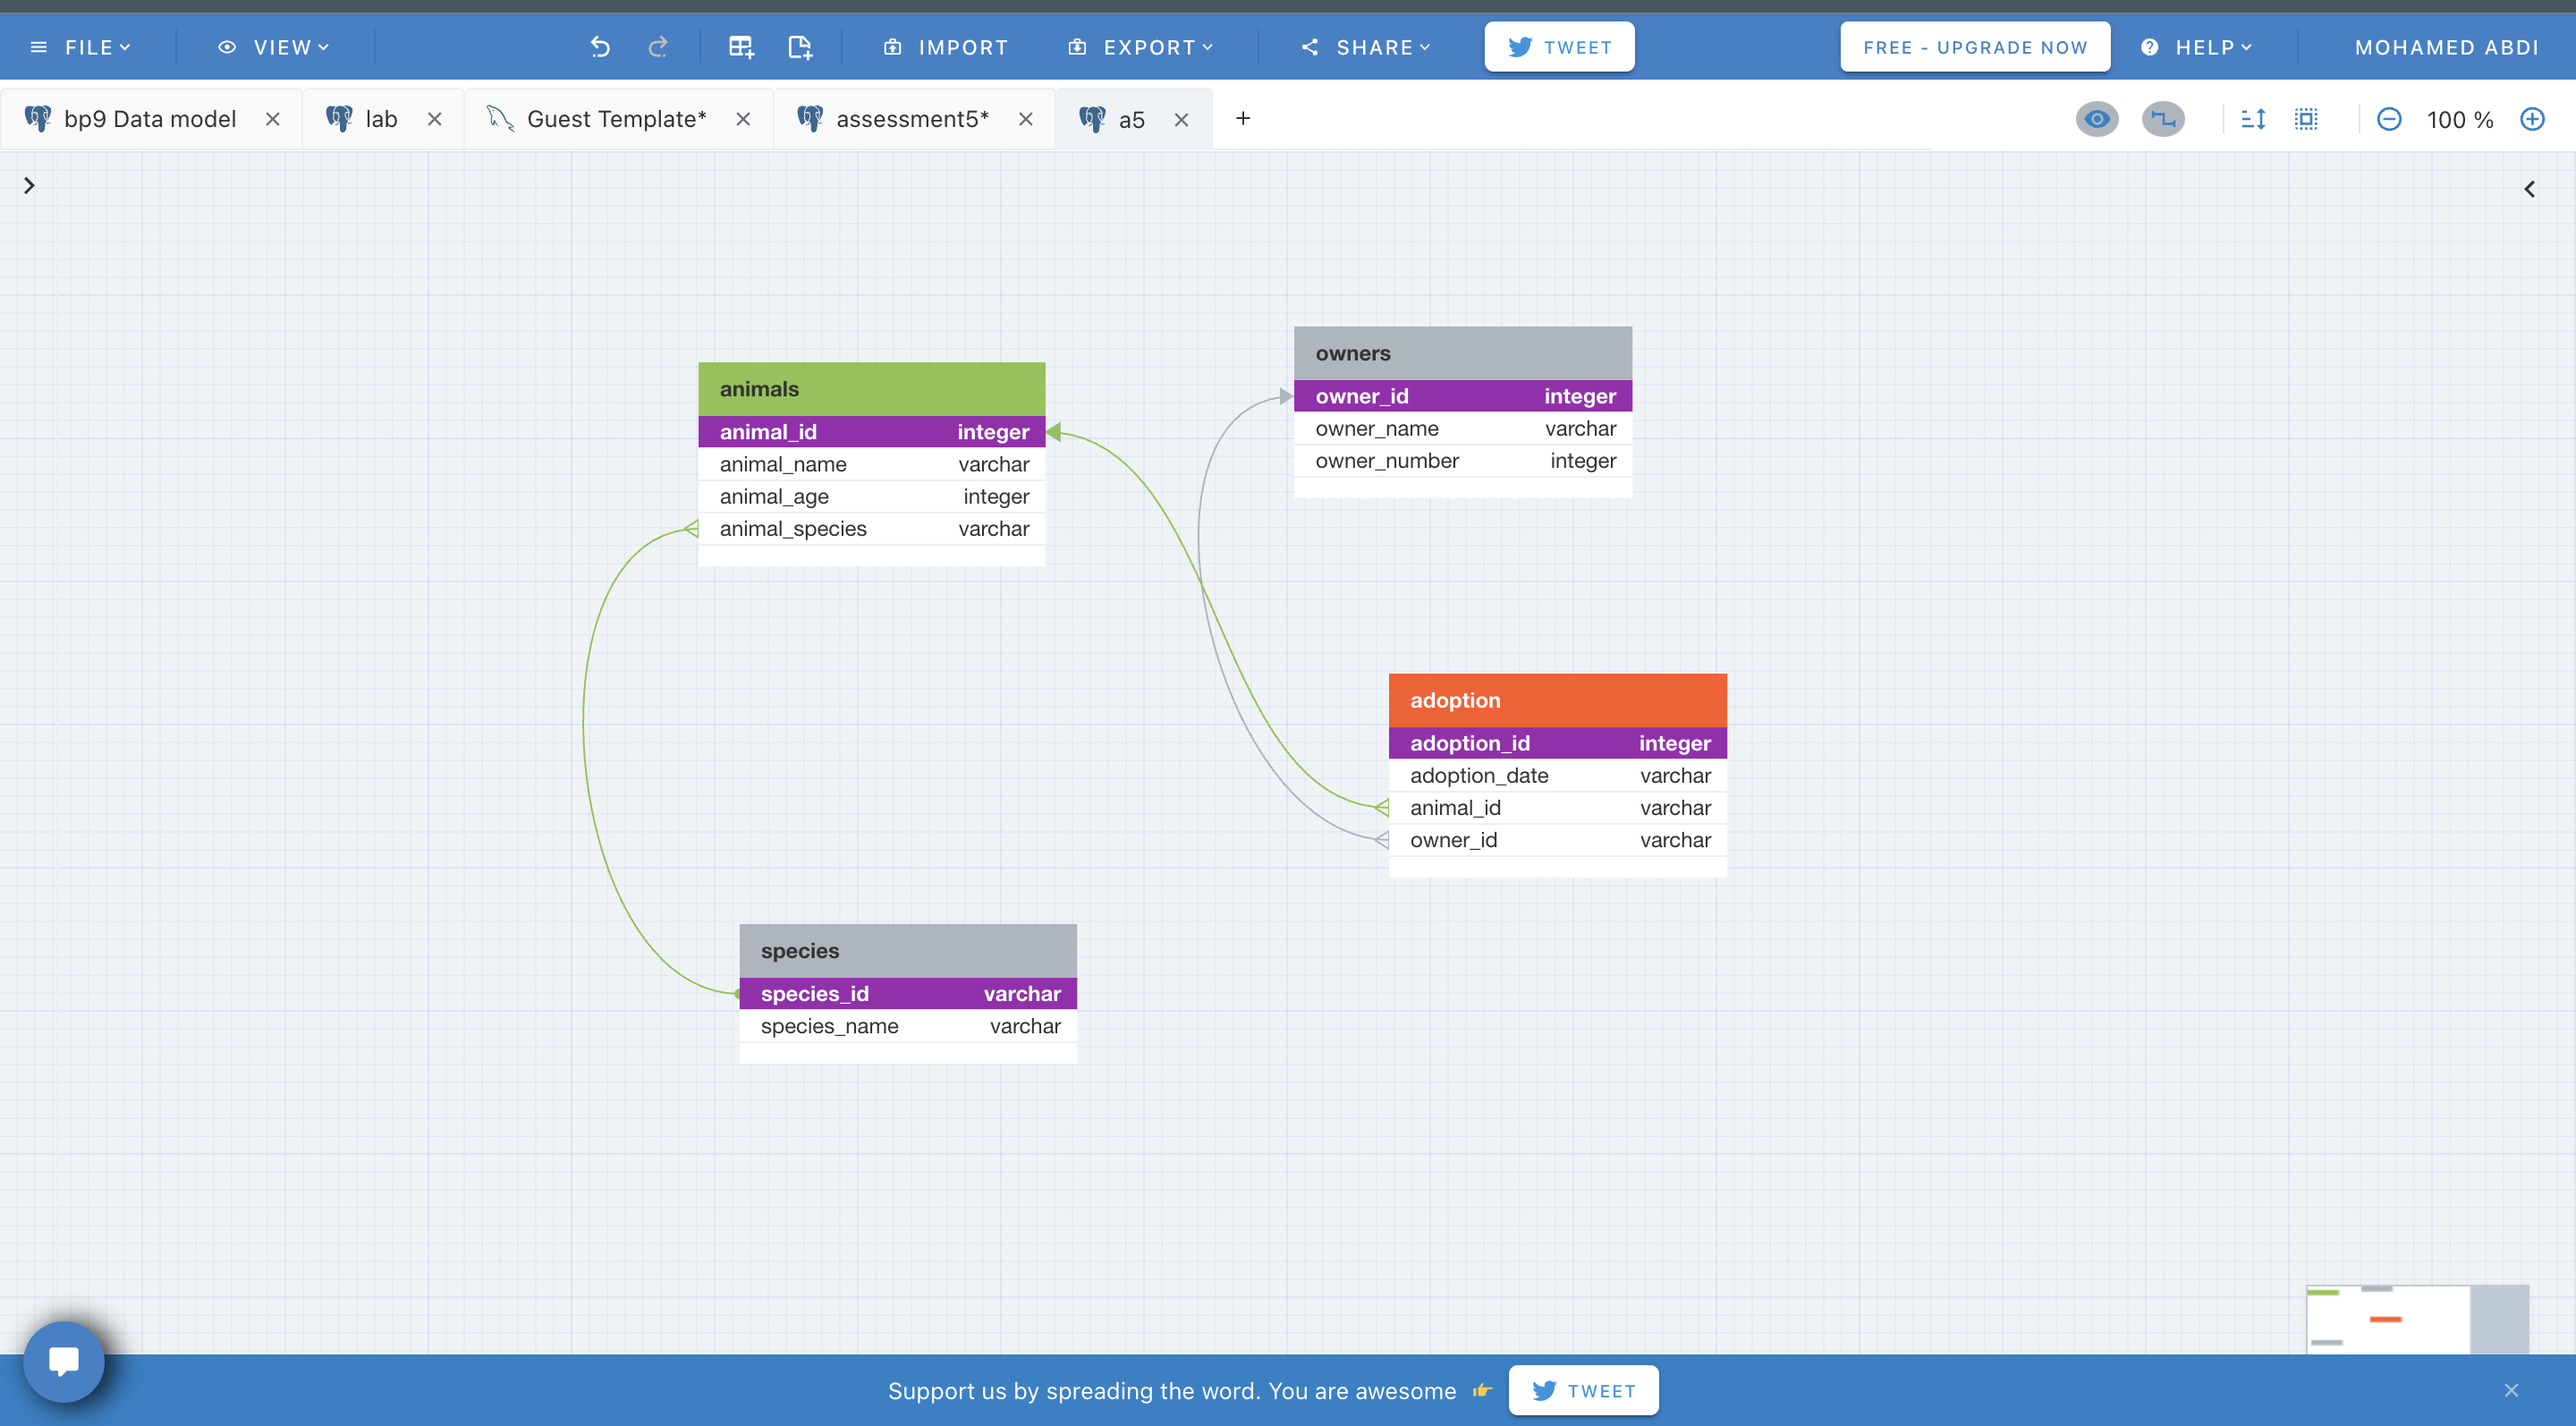 FILE VIEW IMPORT EXPORT SHARE TWEET FREE - UPGRADE NOW HELP MOHAMED ABDI
bp9 Data model lab Guest Template* assessment5* a5 + 100 %
animals
animal_id integer
animal_name varchar
animal_age integer
animal_species varchar
owners
owner_id integer
owner_name varchar
owner_number integer
adoption
adoption_id integer
adoption_date varchar
animal_id varchar
owner_id varchar
species
species_id varchar
species_name varchar
Support us by spreading the word. You are awesome 👉 TWEET